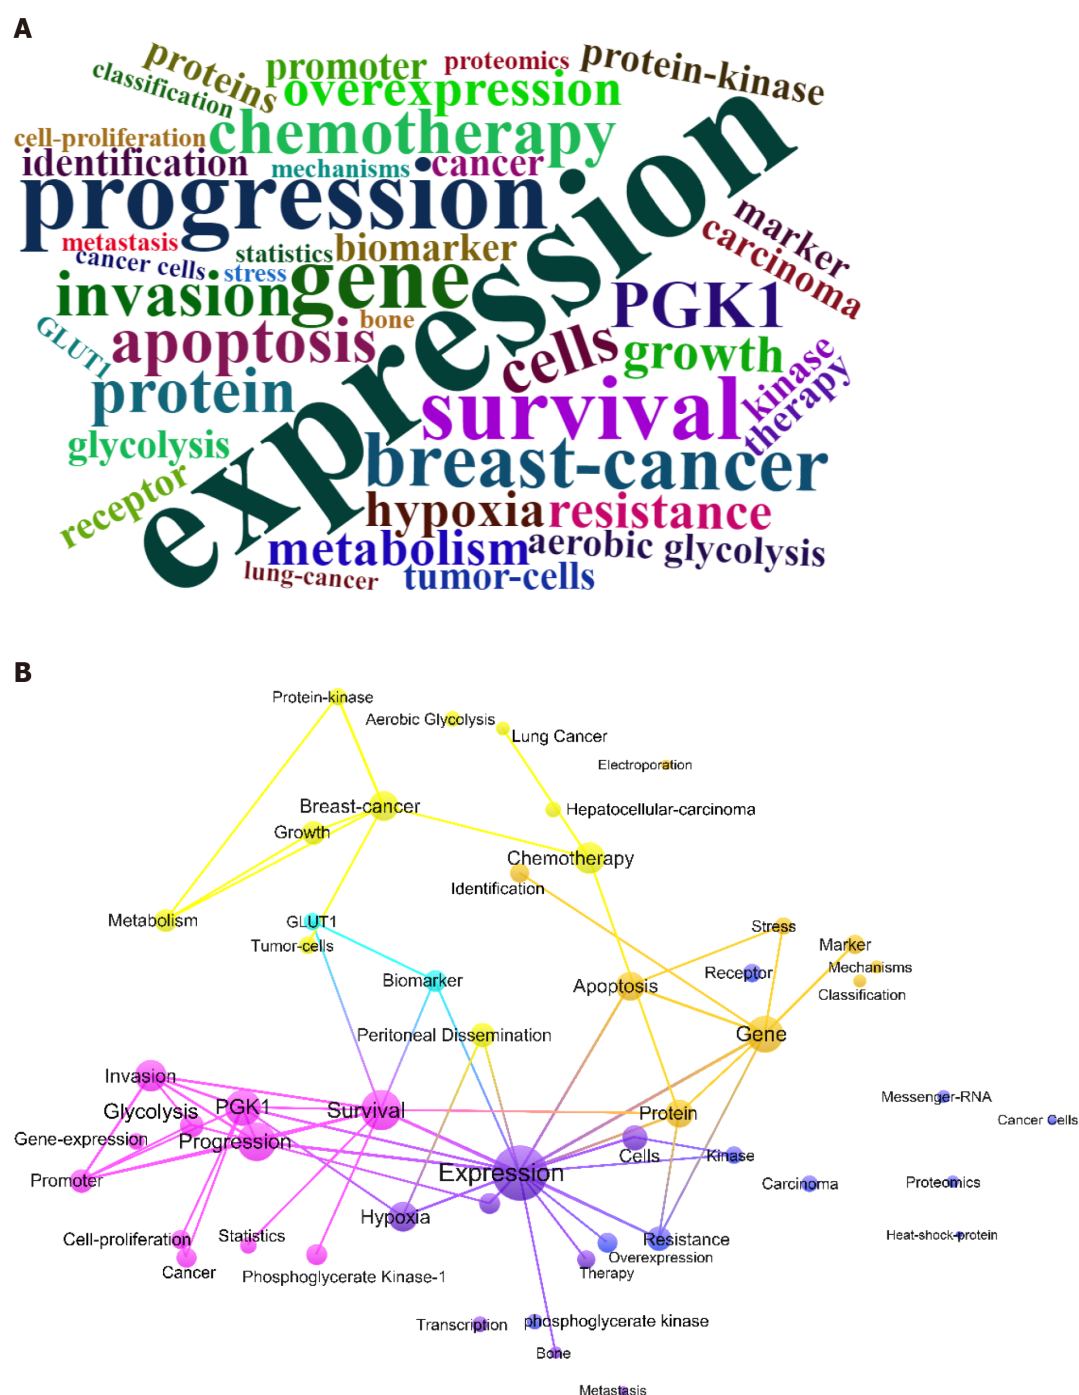 A
proteins
classification
promoter
proteomics
protein-kinase
overexpression
cell-proliferation
chemotherapy
identification
mechanisms
cancer
progression
expression
marker
carcinoma
metastasis
cancer cells
statistics
biomarker
stress
gene
invasion
bone
PGK1
GLUT1
apoptosis
cells
growth
kinase
therapy
protein
survival
glycolysis
breast-cancer
receptor
hypoxia
resistance
metabolism
aerobic glycolysis
lung-cancer
tumor-cells
B
Protein-kinase
Aerobic Glycolysis
Lung Cancer
Electroporation
Breast-cancer
Hepatocellular-carcinoma
Growth
Chemotherapy
Identification
Metabolism
GLUT1
Stress
Tumor-cells
Marker
Mechanisms
Receptor
Biomarker
Apoptosis
Classification
Peritoneal Dissemination
Gene
Invasion
Messenger-RNA
Glycolysis
PGK1
Survival
Protein
Cancer Cells
Gene-expression
Progression
Cells
Kinase
Promoter
Expression
Carcinoma
Proteomics
Hypoxia
Cell-proliferation
Statistics
Resistance
Heat-shock-protein
Overexpression
Cancer
Phosphoglycerate Kinase-1
Therapy
Transcription
phosphoglycerate kinase
Bone
Metastasis